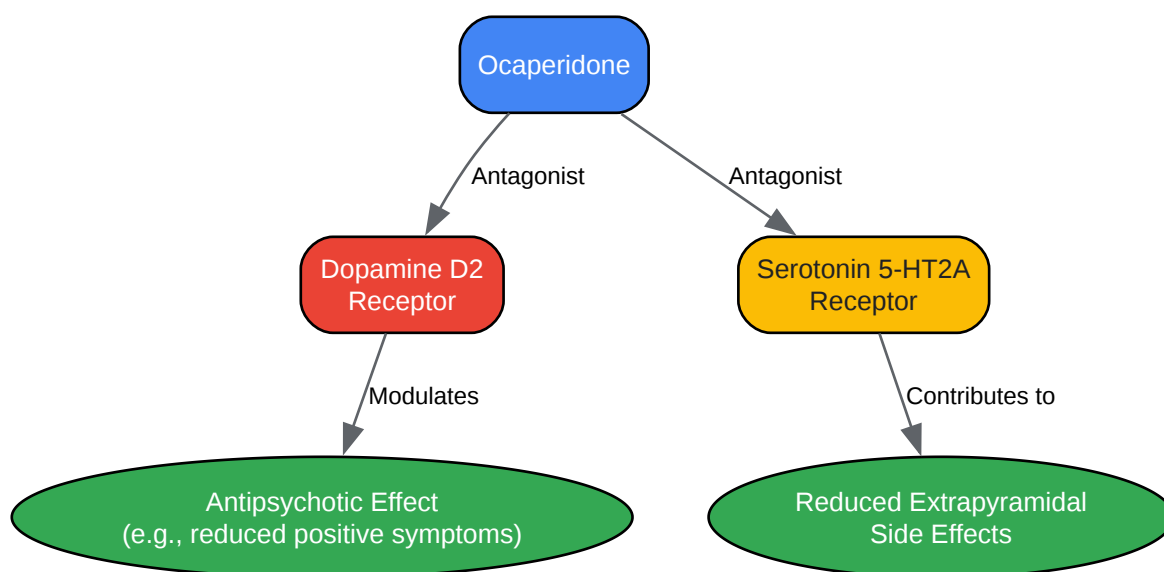 Ocaperidone
Antagonist
Antagonist
Dopamine D2
Receptor
Serotonin 5-HT2A
Receptor
Modulates
Contributes to
Antipsychotic Effect
(e.g., reduced positive symptoms)
Reduced Extrapyramidal
Side Effects